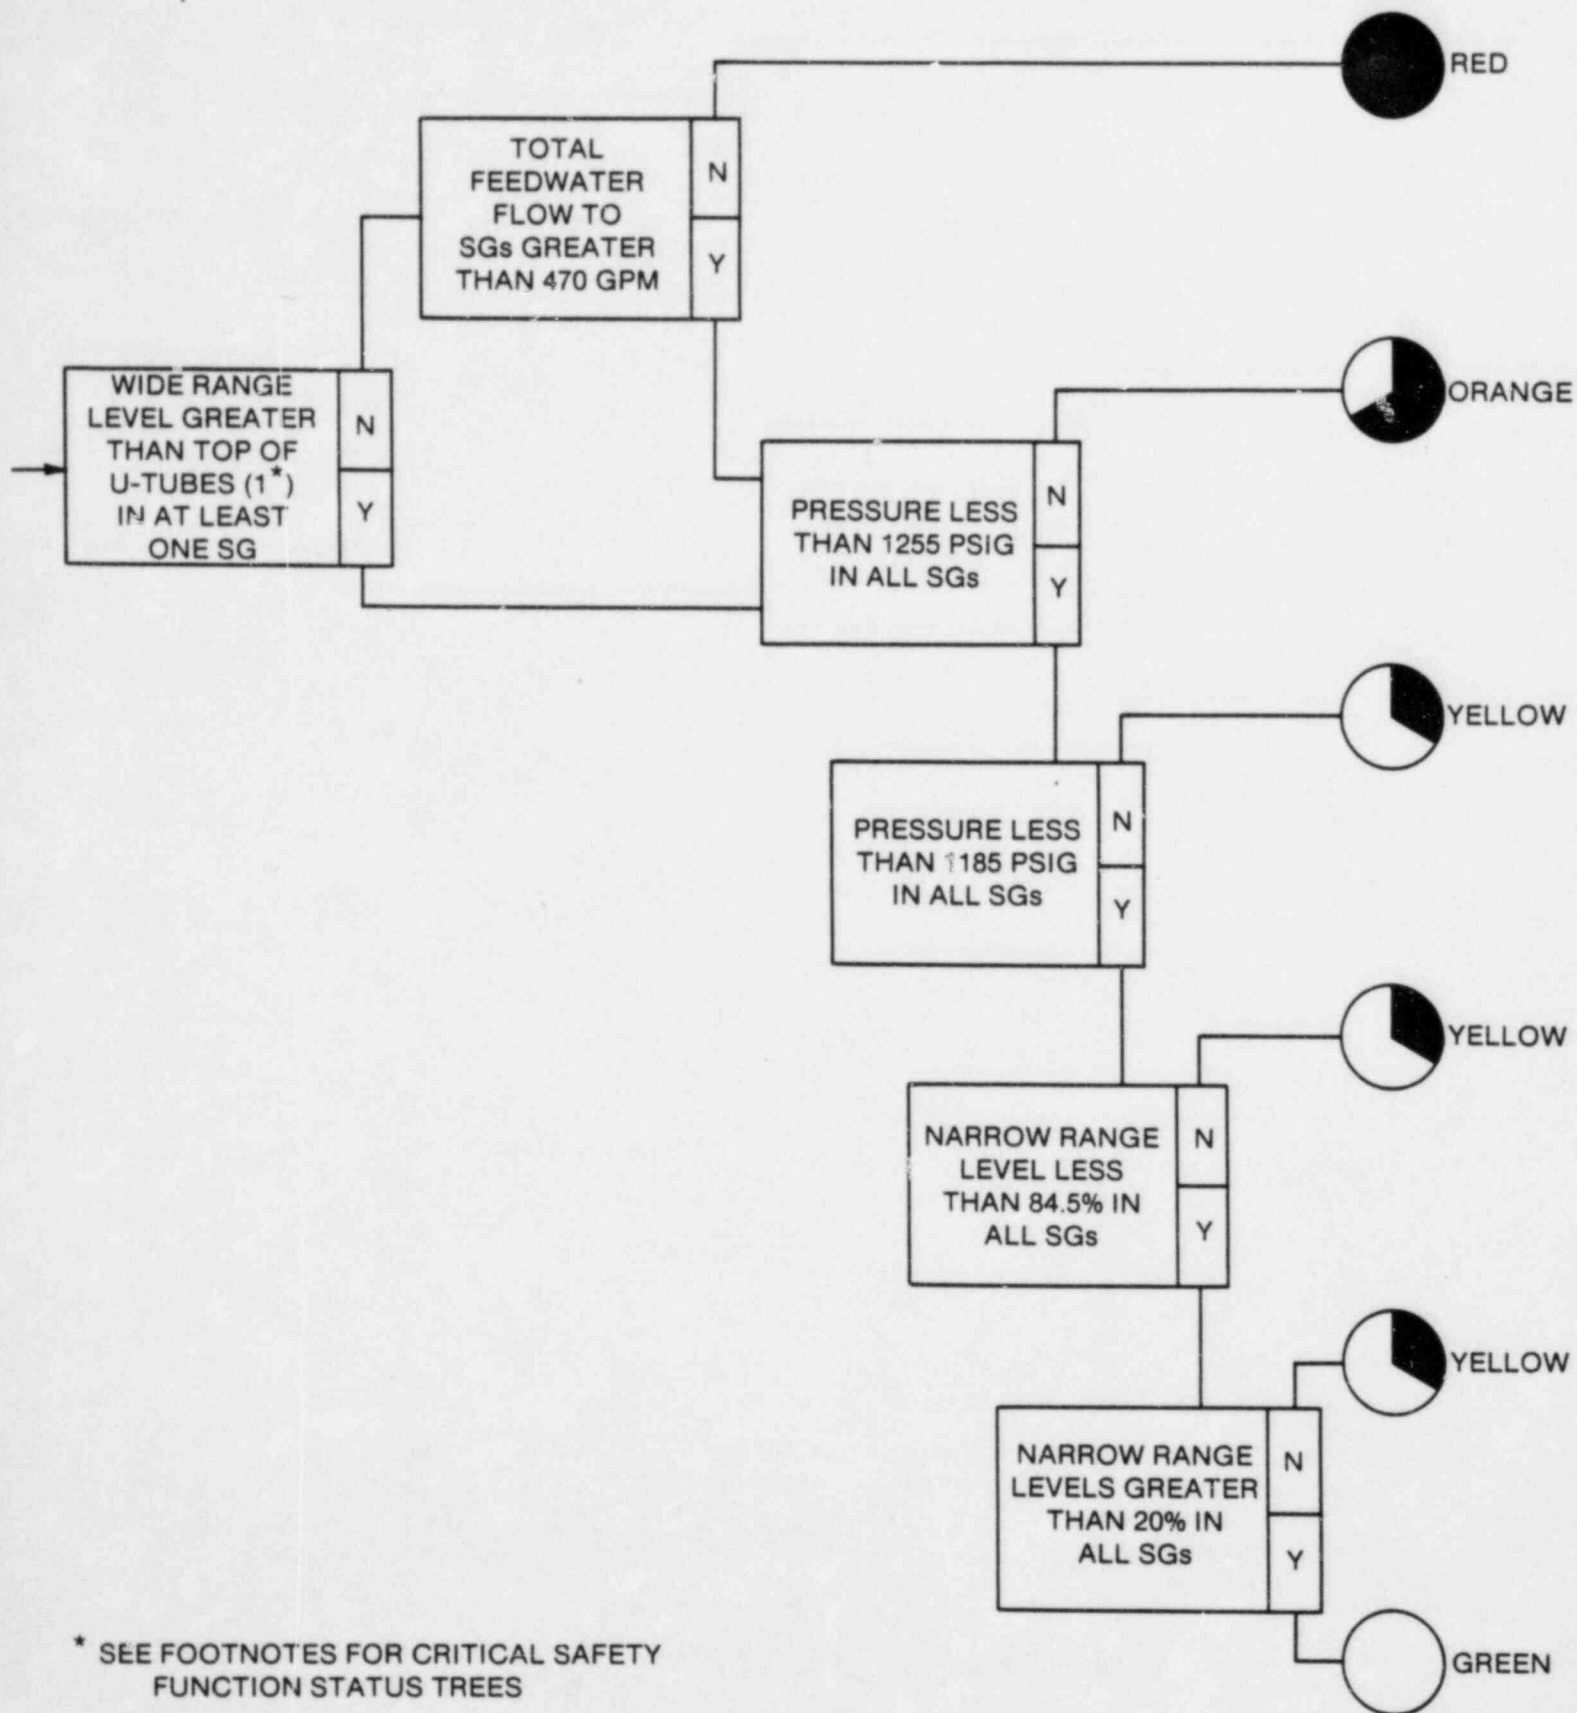 RED
TOTAL
FEEDWATER
FLOW TO
SGs GREATER
THAN 470 GPM
N
Y
WIDE RANGE
LEVEL GREATER
THAN TOP OF
U-TUBES (1*)
IN AT LEAST
ONE SG
N
Y
ORANGE
PRESSURE LESS
THAN 1255 PSIG
IN ALL SGs
N
Y
YELLOW
PRESSURE LESS
THAN 1185 PSIG
IN ALL SGs
N
Y
YELLOW
NARROW RANGE
LEVEL LESS
THAN 84.5% IN
ALL SGs
N
Y
YELLOW
NARROW RANGE
LEVELS GREATER
THAN 20% IN
ALL SGs
N
Y
GREEN
* SEE FOOTNOTES FOR CRITICAL SAFETY
FUNCTION STATUS TREES